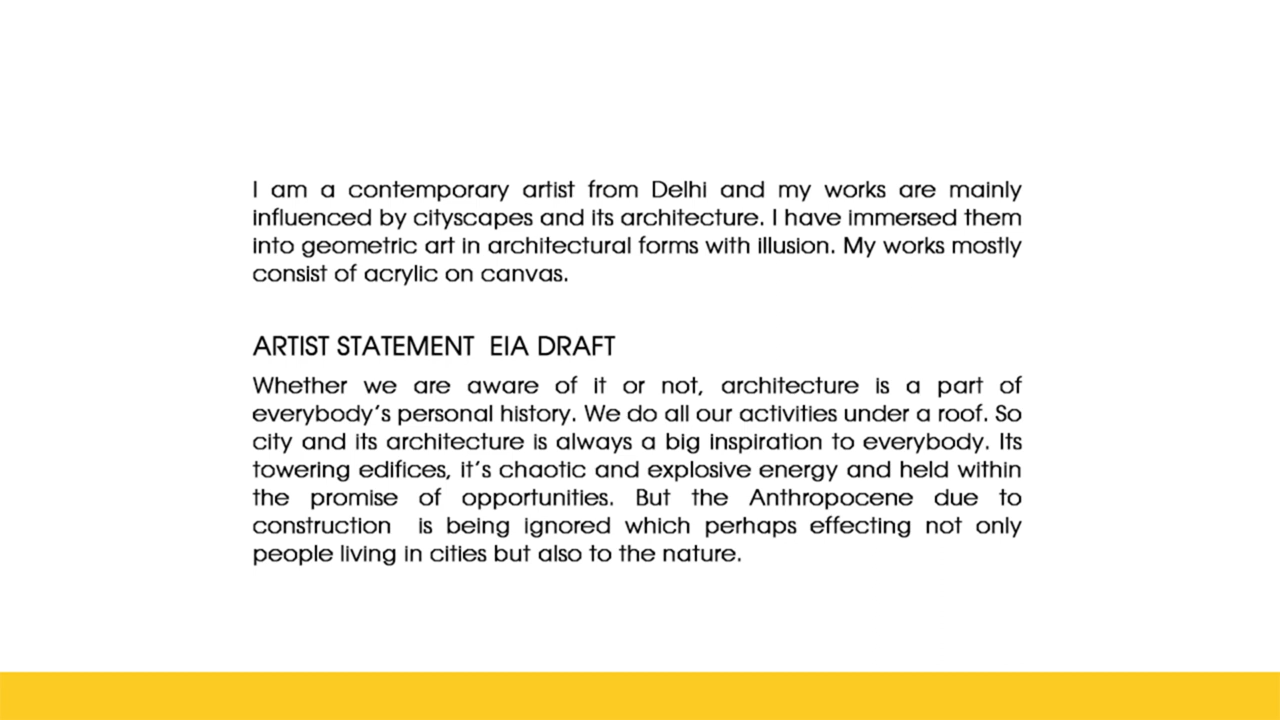 I am a contemporary artist from Delhi and my works are mainly
influenced by cityscapes and its architecture. I have immersed them
into geometric art in architectural forms with illusion. My works mostly
consist of acrylic on canvas.
ARTIST STATEMENT  EIA DRAFT
Whether we are aware of it or not, architecture is a part of
everybody's personal history. We do all our activities under a roof. So
city and its architecture is always a big inspiration to everybody. Its
towering edifices, it's chaotic and explosive energy and held within
the promise of opportunities. But the Anthropocene due to
construction  is being ignored which perhaps effecting not only
people living in cities but also to the nature.